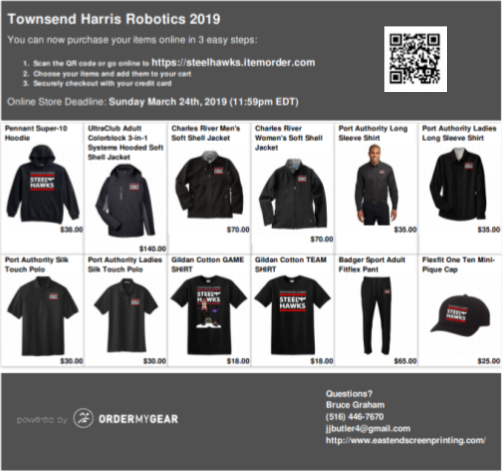 Townsend Harris Robotics 2019
You can now purchase your items online in 3 easy steps:
1. Scan the QR code or go online to https://steelhawks.itemorder.com
2. Choose your items and add them to your cart
3. Securely checkout with your credit card
Online Store Deadline: Sunday March 24th, 2019 (11:59pm EDT)
Pennant Super-10
Hoodie
STEEL
HAWKS
$36.00
UltraClub Adult
Colorblock 3-in-1
Systems Hooded Soft
Shell Jacket
$140.00
Charles River Men's
Soft Shell Jacket
$70.00
Charles River
Women's Soft Shell
Jacket
$70.00
Port Authority Long
Sleeve Shirt
$35.00
Port Authority Ladies
Long Sleeve Shirt
$35.00
Port Authority Silk
Touch Polo
$30.00
Port Authority Ladies
Silk Touch Polo
$30.00
Gildan Cotton GAME
SHIRT
STEEL
HAWKS
$18.00
Gildan Cotton TEAM
SHIRT
STEEL
HAWKS
$18.00
Badger Sport Adult
Fitflex Pant
$65.00
Flexfit One Ten Mini-
Pique Cap
STEEL
HAWKS
$25.00
powered by ORDERMYGEAR
Questions?
Bruce Graham
(516) 446-7670
jjbutler4@gmail.com
http://www.eastendscreenprinting.com/